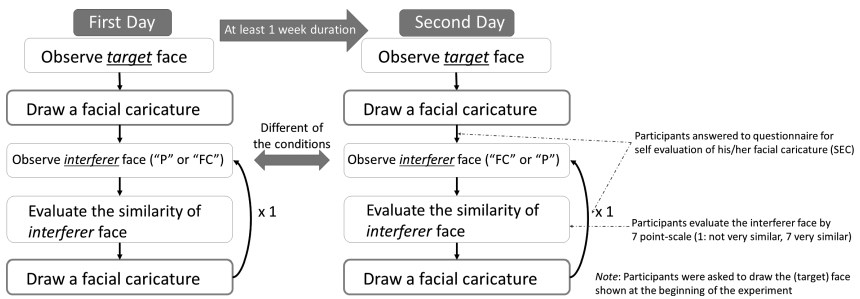 First Day
At least 1 week duration
Second Day
Observe target face
Observe target face
Draw a facial caricature
Draw a facial caricature
Different of
the conditions
Participants answered to questionnaire for
self evaluation of his/her facial caricature (SEC)
Observe interferer face (“P” or “FC”)
Observe interferer face (“FC” or “P”)
x 1
x 1
Evaluate the similarity of
interferer face
Evaluate the similarity of
interferer face
Participants evaluate the interferer face by
7 point-scale (1: not very similar, 7 very similar)
Draw a facial caricature
Draw a facial caricature
Note: Participants were asked to draw the (target) face
shown at the beginning of the experiment